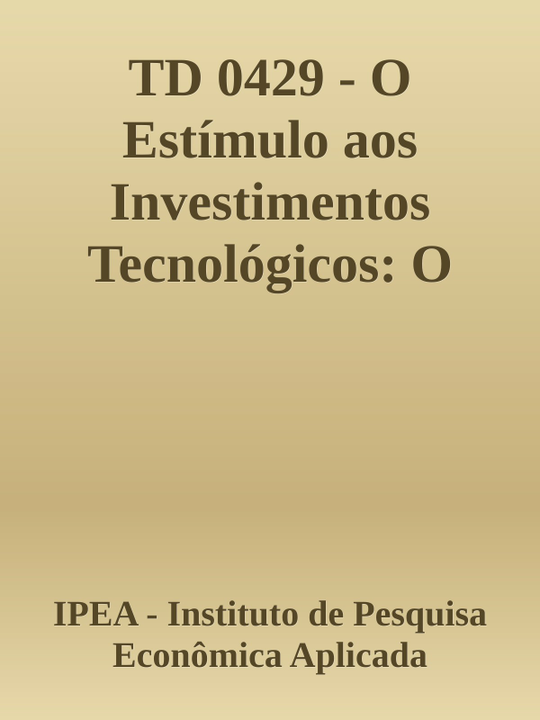 TD 0429 - O
Estímulo aos
Investimentos
Tecnológicos: O
IPEA - Instituto de Pesquisa
Econômica Aplicada